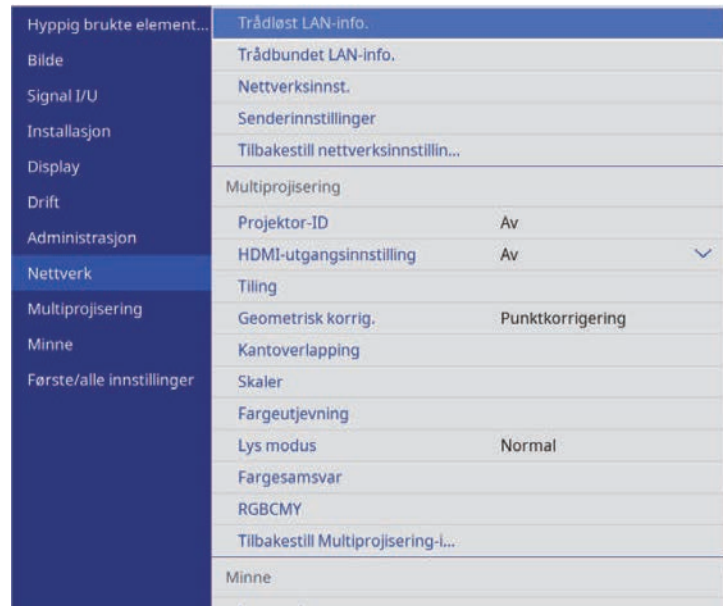 Hyppig brukte element...
Bilde
Signal I/U
Installasjon
Display
Drift
Administrasjon
Nettverk
Multiprojisering
Minne
Første/alle innstillinger
Trådløst LAN-info.
Trådbundet LAN-info.
Nettverksinnst.
Senderinnstillinger
Tilbakestill nettverksinnstillin...
Multiprojisering
Projektor-ID Av
HDMI-utgangsinnstilling Av
Tiling
Geometrisk korrig. Punktkorrigering
Kantoverlapping
Skaler
Fargeutjevning
Lys modus Normal
Fargesamsvar
RGBCMY
Tilbakestill Multiprojisering-i...
Minne